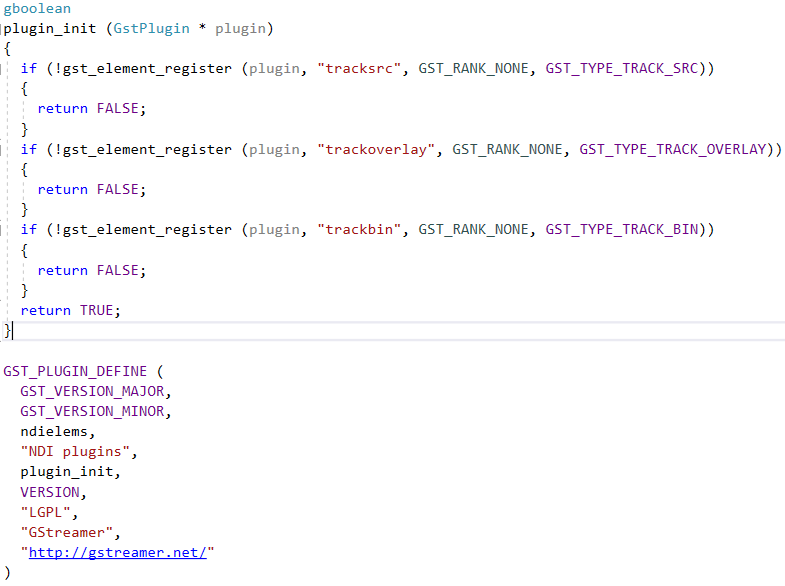 gboolean
plugin_init (GstPlugin * plugin)
{
  if (!gst_element_register (plugin, "tracksrc", GST_RANK_NONE, GST_TYPE_TRACK_SRC))
  {
    return FALSE;
  }
  if (!gst_element_register (plugin, "trackoverlay", GST_RANK_NONE, GST_TYPE_TRACK_OVERLAY))
  {
    return FALSE;
  }
  if (!gst_element_register (plugin, "trackbin", GST_RANK_NONE, GST_TYPE_TRACK_BIN))
  {
    return FALSE;
  }
  return TRUE;
}

GST_PLUGIN_DEFINE (
  GST_VERSION_MAJOR,
  GST_VERSION_MINOR,
  ndielems,
  "NDI plugins",
  plugin_init,
  VERSION,
  "LGPL",
  "GStreamer",
  "http://gstreamer.net/"
)